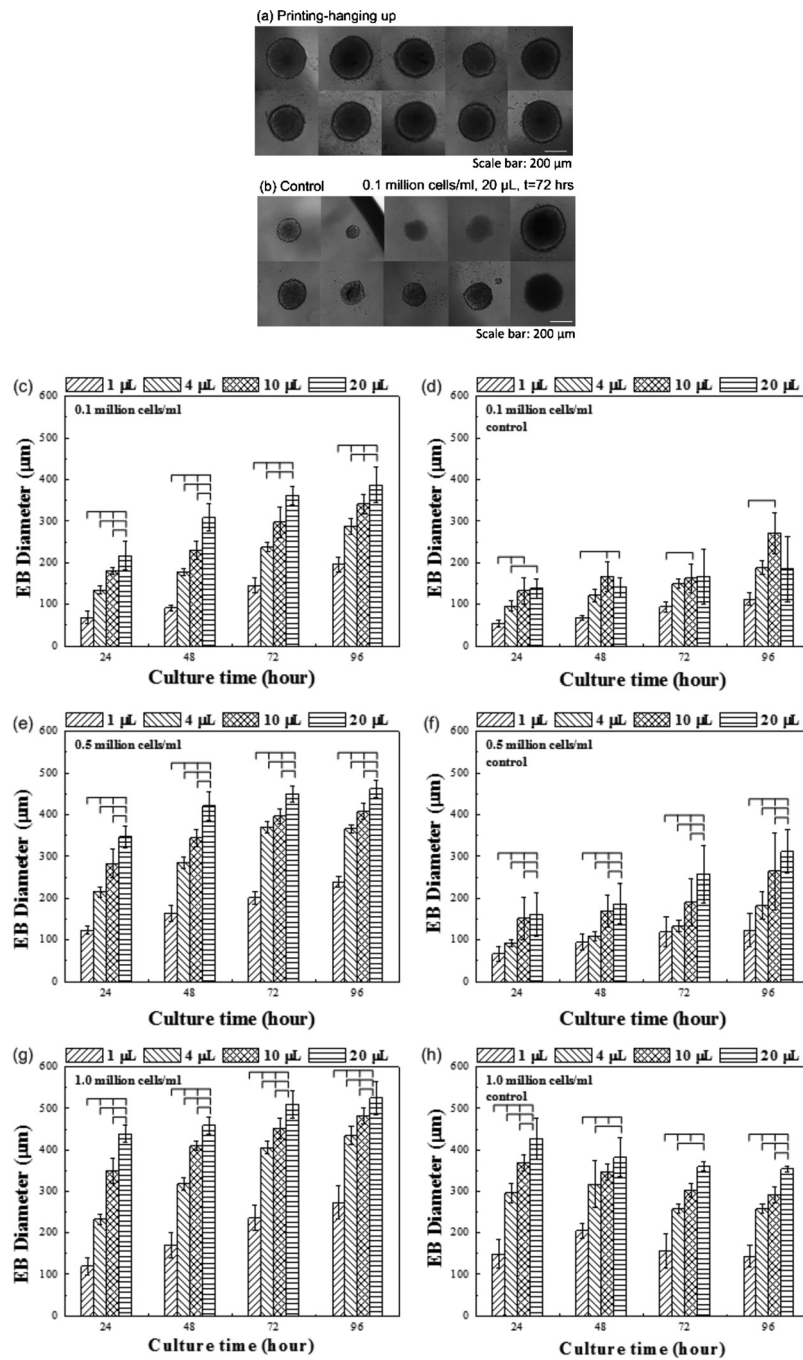 (a) Printing-hanging up
Scale bar: 200 µm
(b) Control 0.1 million cells/ml, 20 µL, t=72 hrs
Scale bar: 200 µm
(c) 1 µL 4 µL 10 µL 20 µL
0.1 million cells/ml
600
500
400
300
200
100
0
EB Diameter (µm)
24 48 72 96
Culture time (hour)
(d) 1 µL 4 µL 10 µL 20 µL
0.1 million cells/ml
control
600
500
400
300
200
100
0
EB Diameter (µm)
24 48 72 96
Culture time (hour)
(e) 1 µL 4 µL 10 µL 20 µL
0.5 million cells/ml
600
500
400
300
200
100
0
EB Diameter (µm)
24 48 72 96
Culture time (hour)
(f) 1 µL 4 µL 10 µL 20 µL
0.5 million cells/ml
control
600
500
400
300
200
100
0
EB Diameter (µm)
24 48 72 96
Culture time (hour)
(g) 1 µL 4 µL 10 µL 20 µL
1.0 million cells/ml
600
500
400
300
200
100
0
EB Diameter (µm)
24 48 72 96
Culture time (hour)
(h) 1 µL 4 µL 10 µL 20 µL
1.0 million cells/ml
control
600
500
400
300
200
100
0
EB Diameter (µm)
24 48 72 96
Culture time (hour)